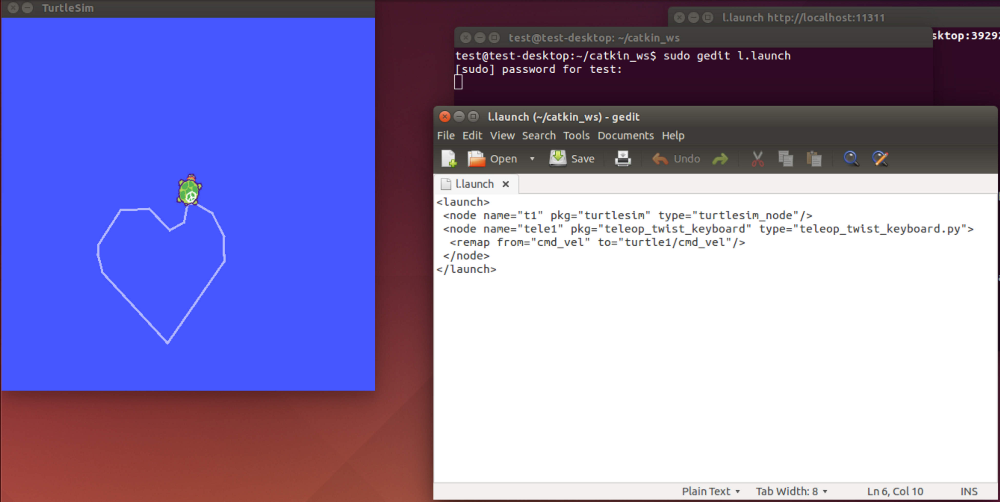 TurtleSim
l.launch http://localhost:11311
sktop:3929
test@test-desktop: ~/catkin_ws
test@test-desktop:~/catkin_ws$ sudo gedit l.launch
[sudo] password for test:
l.launch (~/catkin_ws) - gedit
File Edit View Search Tools Documents Help
Open Save Undo
l.launch
<launch>
 <node name="t1" pkg="turtlesim" type="turtlesim_node"/>
 <node name="tele1" pkg="teleop_twist_keyboard" type="teleop_twist_keyboard.py">
  <remap from="cmd_vel" to="turtle1/cmd_vel"/>
 </node>
</launch>
Plain Text Tab Width: 8 Ln 6, Col 10 INS